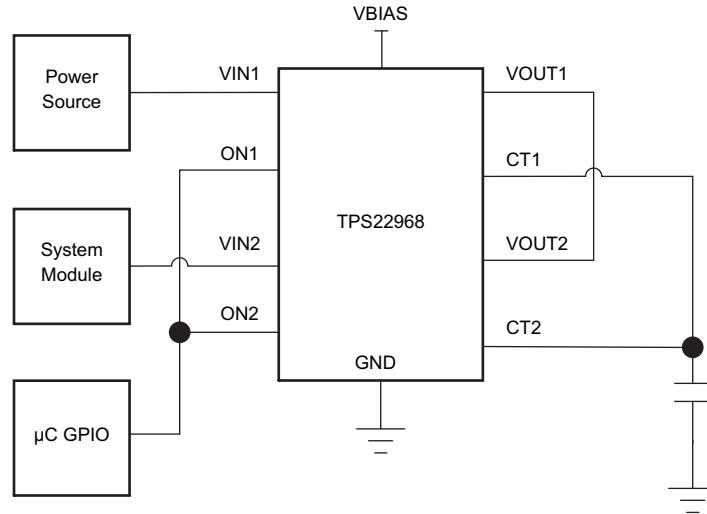 VBIAS
Power
Source
VIN1
VOUT1
ON1
CT1
TPS22968
System
Module
VIN2
VOUT2
ON2
CT2
GND
µC GPIO